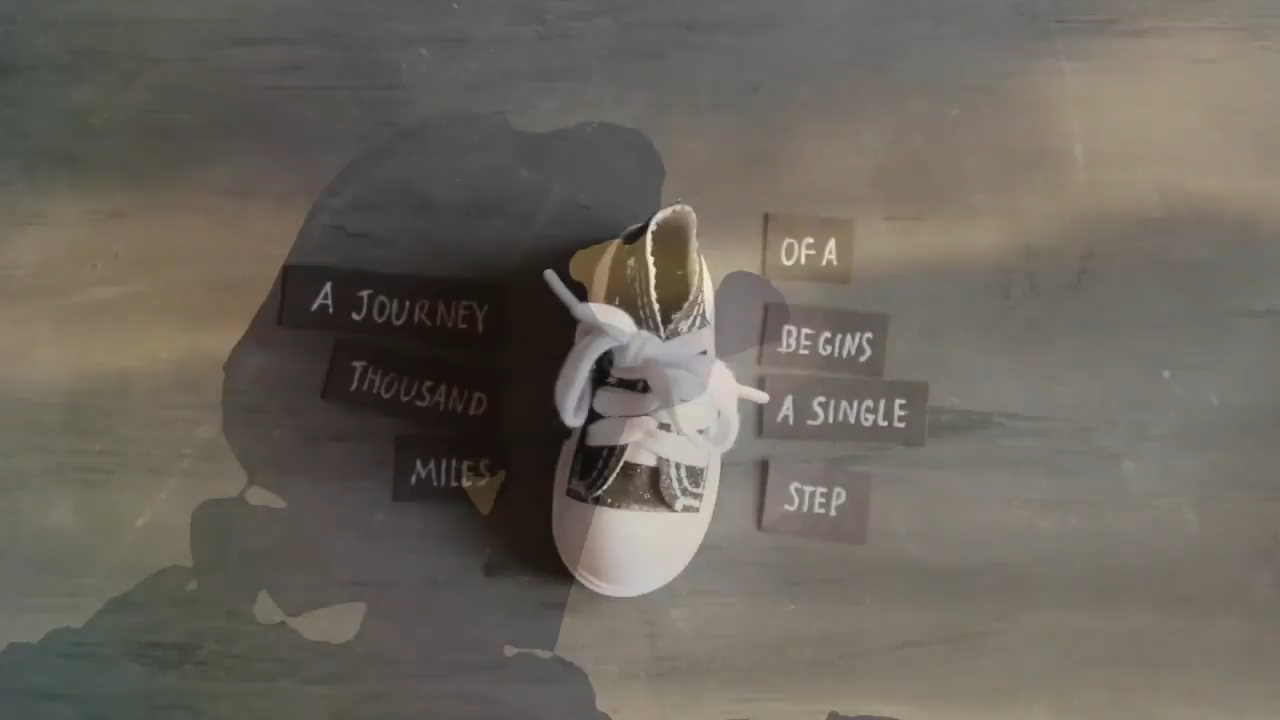 A JOURNEY
OF A
THOUSAND
MILES
BEGINS
A SINGLE
STEP